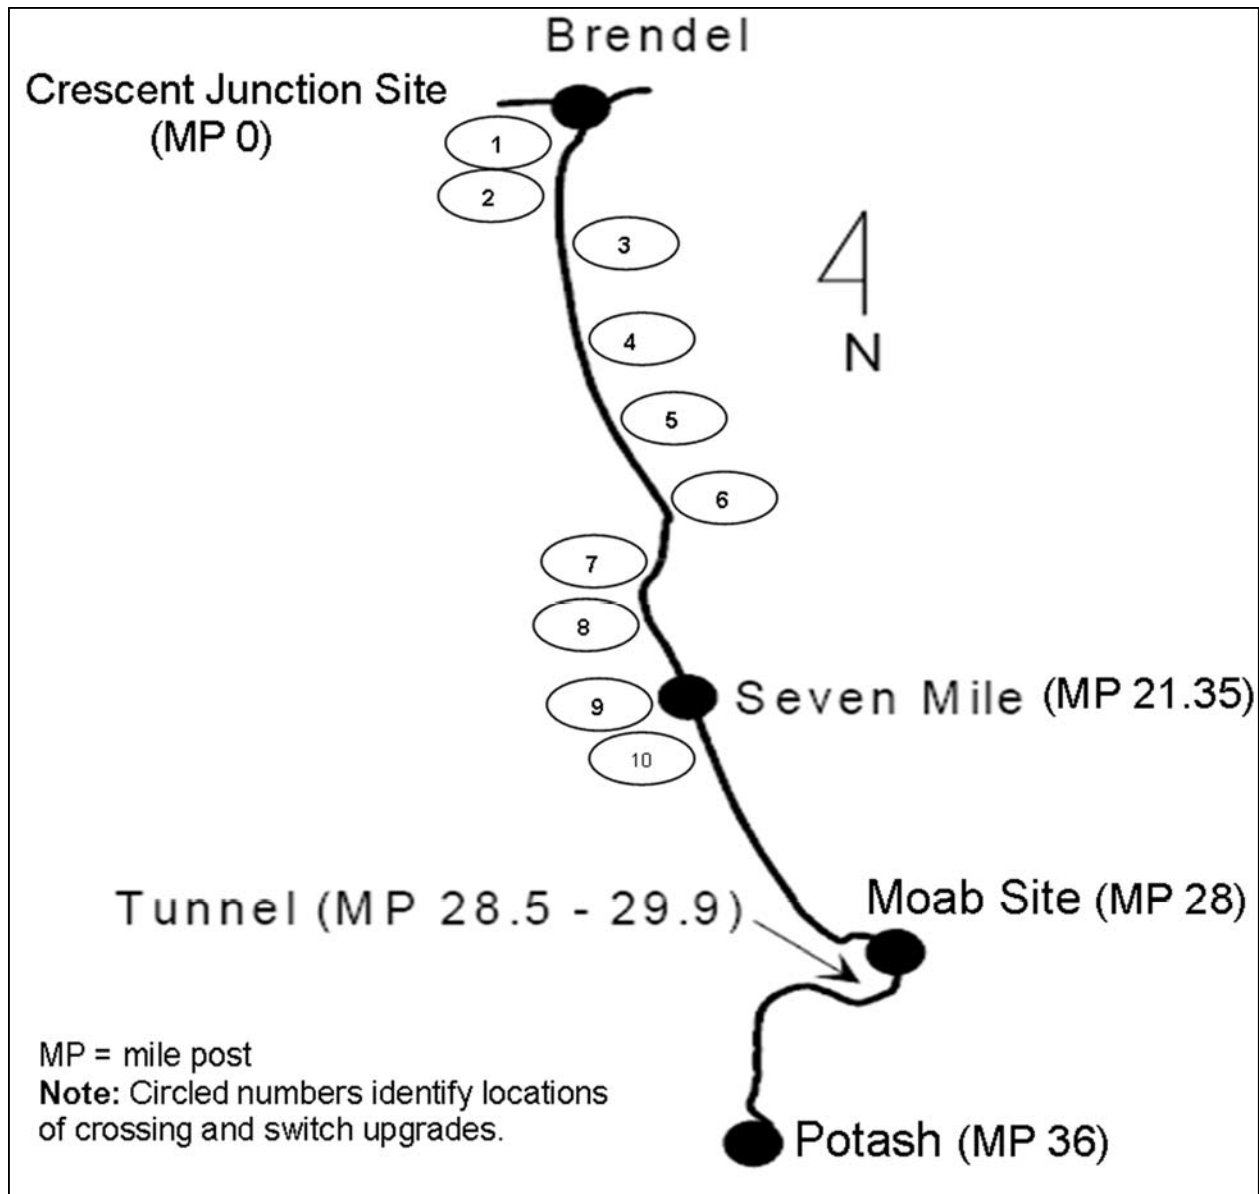 Brendel
Crescent Junction Site
(MP 0)
1
2
3
4
N
5
6
7
8
9
Seven Mile (MP 21.35)
10
Tunnel (MP 28.5 - 29.9)
Moab Site (MP 28)
MP = mile post
Note: Circled numbers identify locations
of crossing and switch upgrades.
Potash (MP 36)